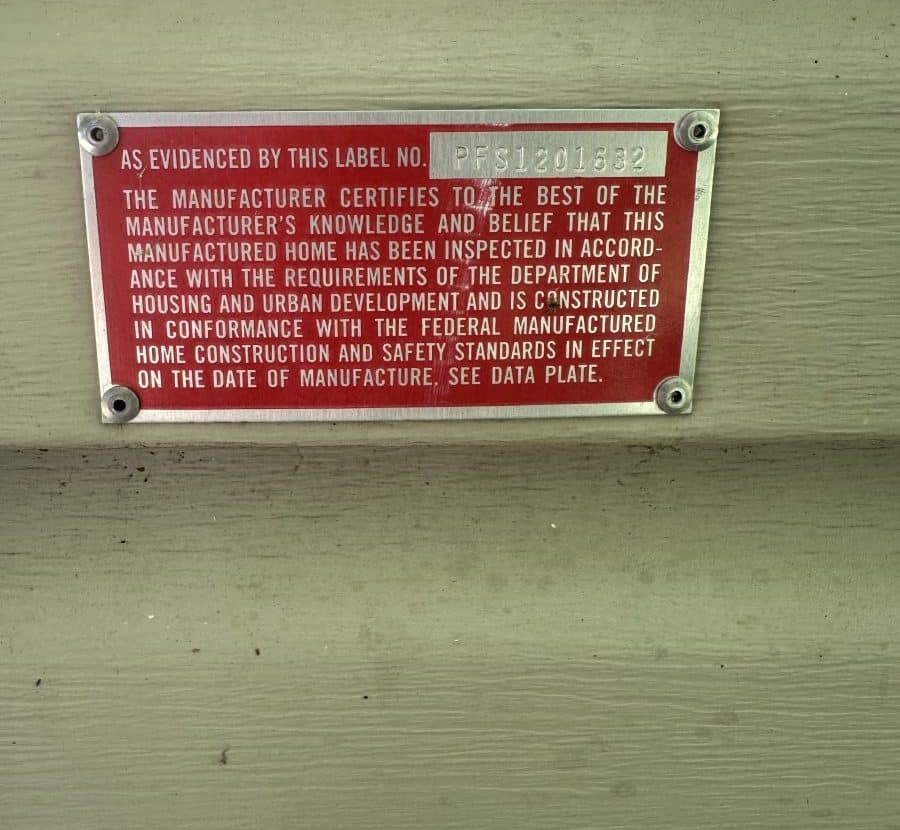 AS EVIDENCED BY THIS LABEL NO. PFS1201632
THE MANUFACTURER CERTIFIES TO THE BEST OF THE
MANUFACTURER'S KNOWLEDGE AND BELIEF THAT THIS
MANUFACTURED HOME HAS BEEN INSPECTED IN ACCORD-
ANCE WITH THE REQUIREMENTS OF THE DEPARTMENT OF
HOUSING AND URBAN DEVELOPMENT AND IS CONSTRUCTED
IN CONFORMANCE WITH THE FEDERAL MANUFACTURED
HOME CONSTRUCTION AND SAFETY STANDARDS IN EFFECT
ON THE DATE OF MANUFACTURE. SEE DATA PLATE.